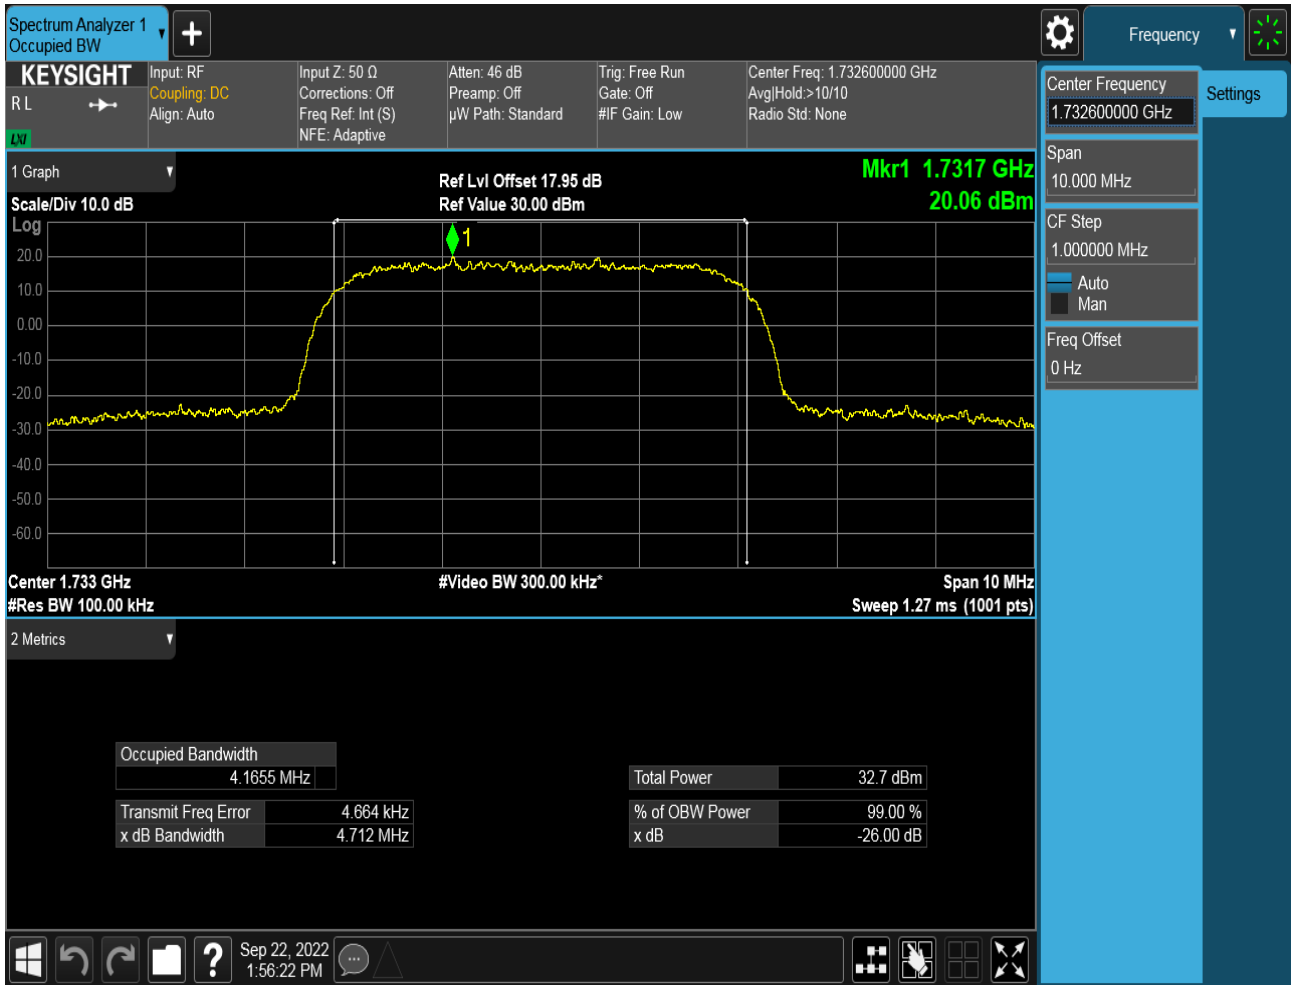 Spectrum Analyzer 1
Occupied BW
+
Frequency
KEYSIGHT
R L
LXI
Input: RF
Coupling: DC
Align: Auto
Input Z: 50 Ω
Corrections: Off
Freq Ref: Int (S)
NFE: Adaptive
Atten: 46 dB
Preamp: Off
µW Path: Standard
Trig: Free Run
Gate: Off
#IF Gain: Low
Center Freq: 1.732600000 GHz
Avg|Hold:>10/10
Radio Std: None
Center Frequency
1.732600000 GHz
Settings
Span
10.000 MHz
CF Step
1.000000 MHz
Auto
Man
Freq Offset
0 Hz
1 Graph
Scale/Div 10.0 dB
Log
Ref Lvl Offset 17.95 dB
Ref Value 30.00 dBm
Mkr1 1.7317 GHz
20.06 dBm
1
20.0
10.0
0.00
-10.0
-20.0
-30.0
-40.0
-50.0
-60.0
Center 1.733 GHz
#Video BW 300.00 kHz*
Span 10 MHz
#Res BW 100.00 kHz
Sweep 1.27 ms (1001 pts)
2 Metrics
Occupied Bandwidth
4.1655 MHz
Total Power 32.7 dBm
Transmit Freq Error 4.664 kHz
% of OBW Power 99.00 %
x dB Bandwidth 4.712 MHz
x dB -26.00 dB
?
Sep 22, 2022
1:56:22 PM